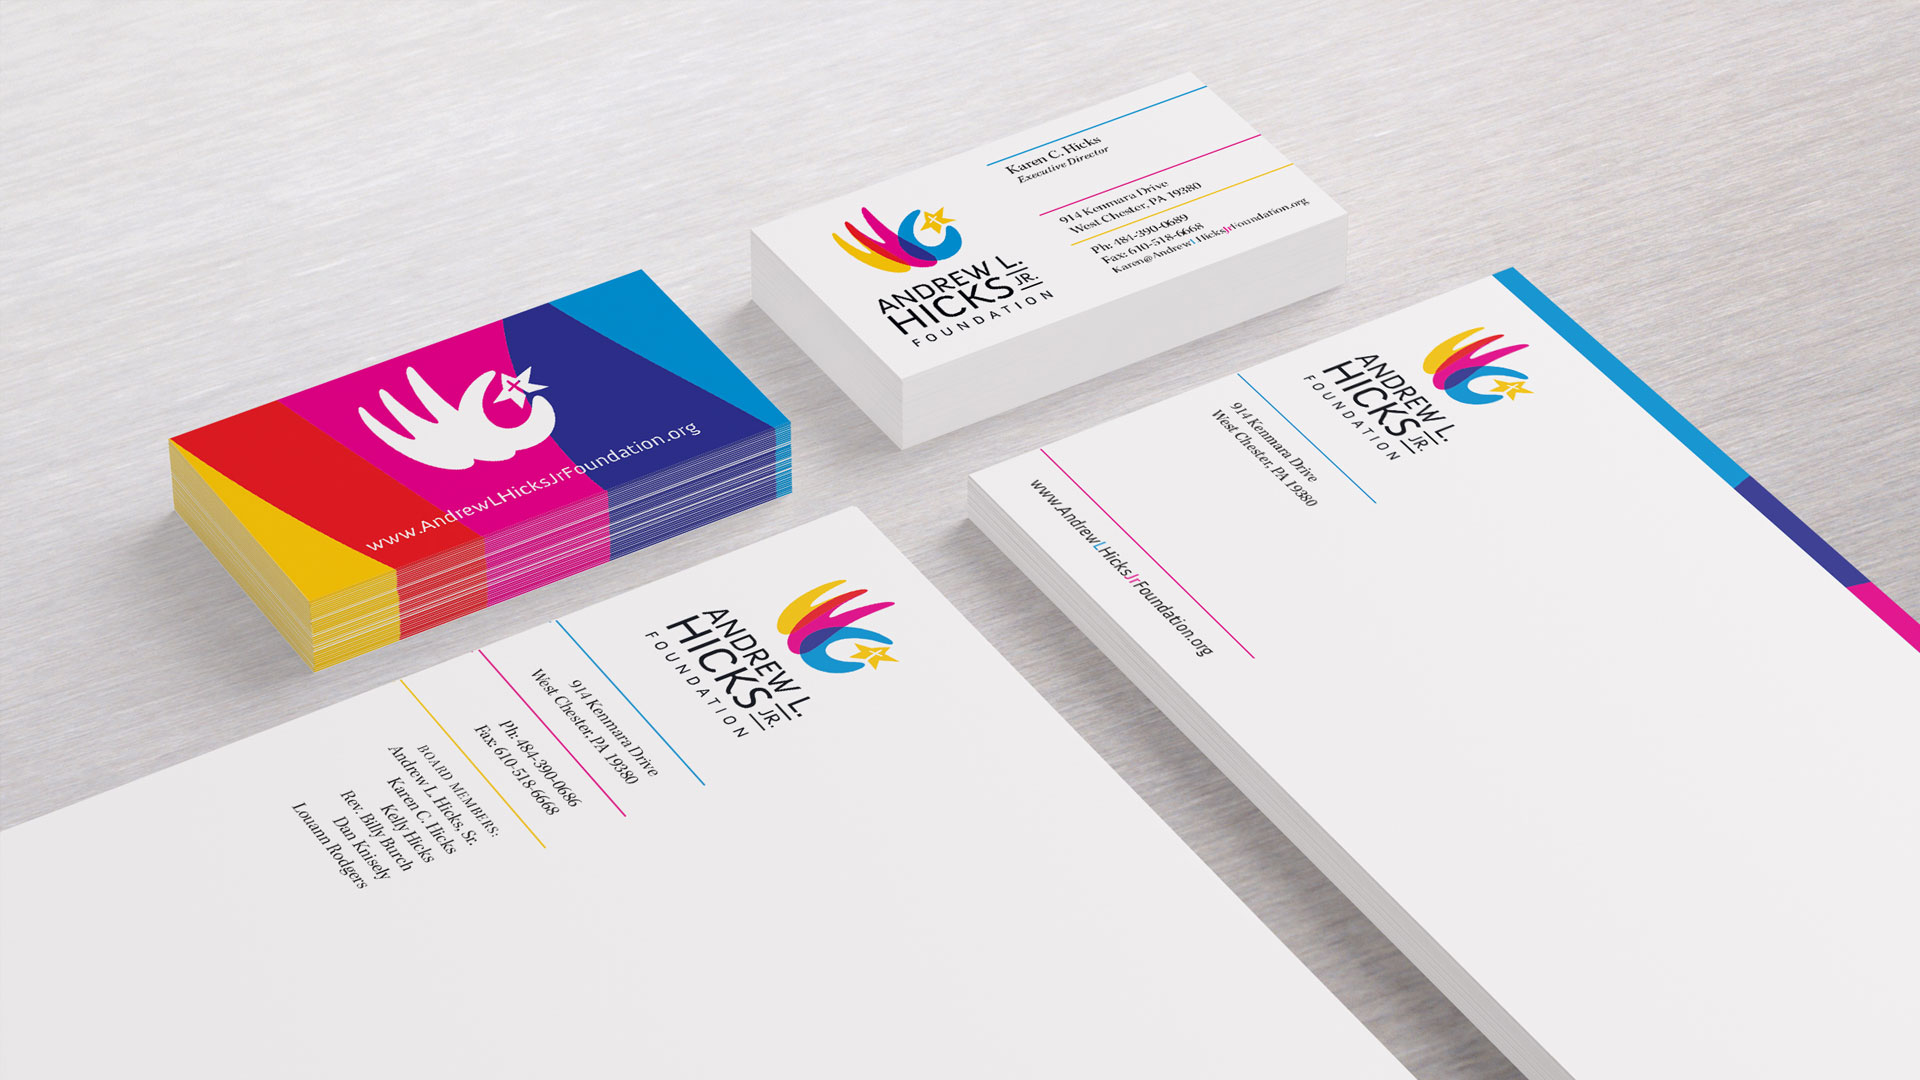 Karen C. Hicks
Executive Director
914 Kenmara Drive
West Chester, PA 19380
Ph: 484-390-0689
Fax: 610-518-6668
Karen@AndrewLHicksJrFoundation.org
ANDREW L.
HICKS JR.
FOUNDATION
www.AndrewLHicksJrFoundation.org
ANDREW L.
HICKS JR.
FOUNDATION
914 Kenmara Drive
West Chester, PA 19380
www.AndrewLHicksJrFoundation.org
ANDREW L.
HICKS JR.
FOUNDATION
914 Kenmara Drive
West Chester, PA 19380
Ph: 484-390-0686
Fax: 610-518-6668
BOARD MEMBERS:
Andrew L. Hicks, Sr.
Karen C. Hicks
Kelly Hicks
Rev. Billy Burch
Dan Knisely
Louann Rodgers